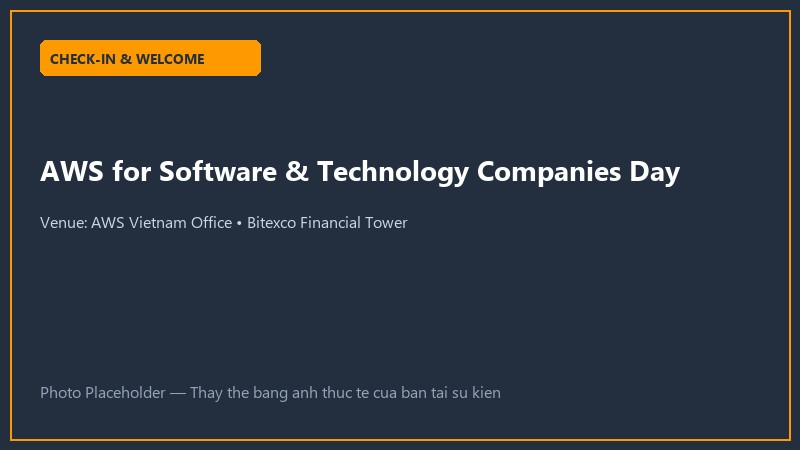 CHECK-IN & WELCOME
AWS for Software & Technology Companies Day
Venue: AWS Vietnam Office • Bitexco Financial Tower
Photo Placeholder — Thay the bang anh thuc te cua ban tai su kien